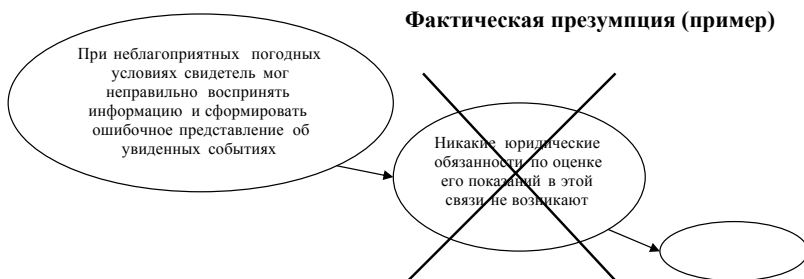 Фактическая презумпция (пример)
При неблагоприятных погодных
условиях свидетель мог
неправильно воспринять
информацию и сформировать
ошибочное представление об
увиденных событиях
Никакие юридические
обязанности по оценке
его показаний в этой
связи не возникают